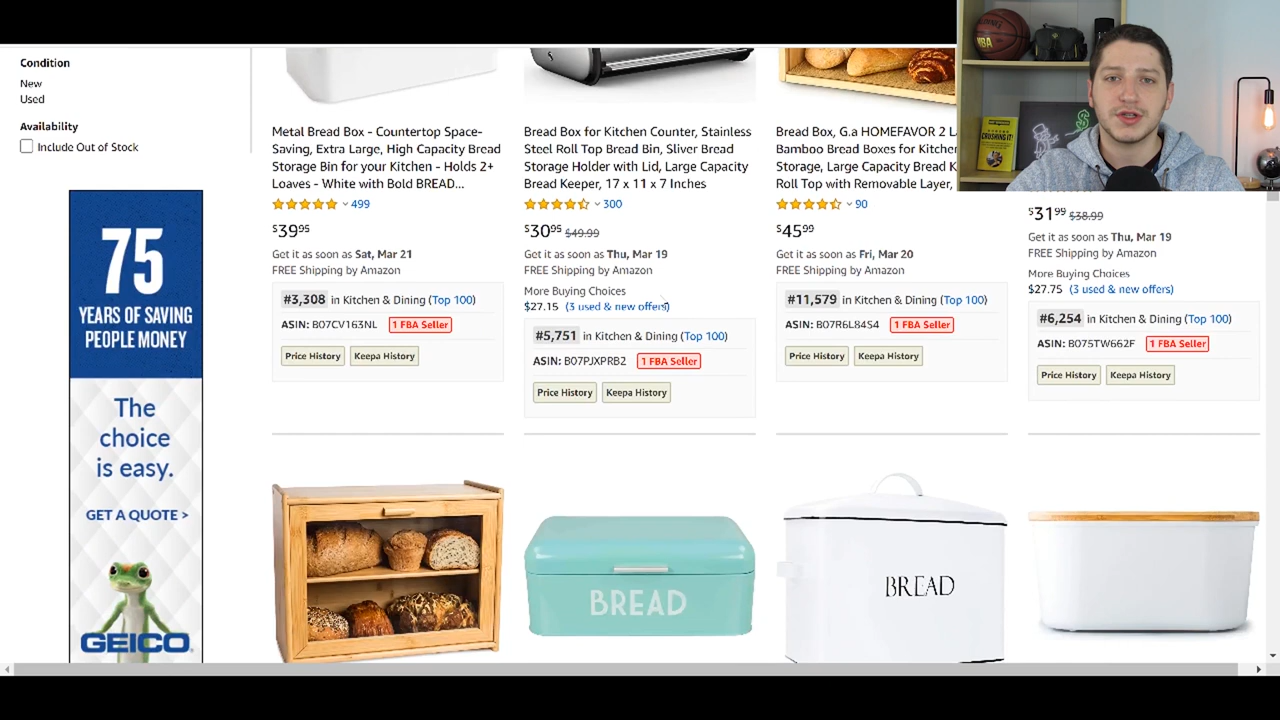 Condition
New
Used
Availability
Include Out of Stock
75
YEARS OF SAVING
PEOPLE MONEY
The
choice
is easy.
GET A QUOTE >
GEICO
Metal Bread Box - Countertop Space-
Saving, Extra Large, High Capacity Bread
Storage Bin for your Kitchen - Holds 2+
Loaves - White with Bold BREAD...
499
$3995
Get it as soon as Sat, Mar 21
FREE Shipping by Amazon
#3,308 in Kitchen & Dining (Top 100)
ASIN: B07CV163NL 1 FBA Seller
Price History Keepa History
Bread Box for Kitchen Counter, Stainless
Steel Roll Top Bread Bin, Sliver Bread
Storage Holder with Lid, Large Capacity
Bread Keeper, 17 x 11 x 7 Inches
300
$3095 $49.99
Get it as soon as Thu, Mar 19
FREE Shipping by Amazon
More Buying Choices
$27.15 (3 used & new offers)
#5,751 in Kitchen & Dining (Top 100)
ASIN: B07PJXPRB2 1 FBA Seller
Price History Keepa History
Bread Box, G.a HOMEFAVOR 2 L
Bamboo Bread Boxes for Kitchen
Storage, Large Capacity Bread K
Roll Top with Removable Layer,
90
$4599
Get it as soon as Fri, Mar 20
FREE Shipping by Amazon
#11,579 in Kitchen & Dining (Top 100)
ASIN: B07R6L84S4 1 FBA Seller
Price History Keepa History
$3199 $38.99
Get it as soon as Thu, Mar 19
FREE Shipping by Amazon
More Buying Choices
$27.75 (3 used & new offers)
#6,254 in Kitchen & Dining (Top 100)
ASIN: B075TW662F 1 FBA Seller
Price History Keepa History
BREAD
BREAD
NBA
CRUSHING IT!
$